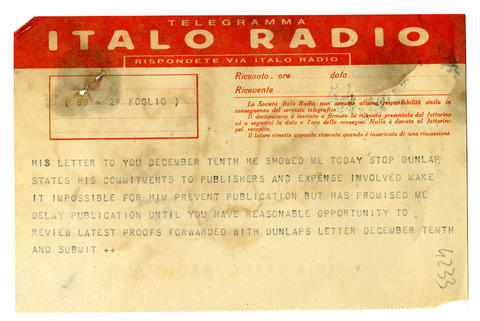 TELEGRAMMA
ITALO RADIO
RISPONDETE VIA ITALO RADIO
Ricevuto, ore data
Ricevente
( 89 - 2º FOGLIO )
La Società Italo Radio non assume alcuna responsabilità civile in
conseguenza del servizio telegrafico.
Il destinatario è invitato a firmare la ricevuta presentata dal fattorino
ed a segnarvi la data e l'ora della consegna. Nulla è dovuto al fattorino
pel recapito.
Il latore rimette apposita ricevuta quando è incaricato di una riscossione.
HIS LETTER TO YOU DECEMBER TENTH HE SHOWED ME TODAY STOP DUNLAP
STATES HIS COMMITMENTS TO PUBLISHERS AND EXPENSE INVOLVED MAKE
IT IMPOSSIBLE FOR HIM PREVENT PUBLICATION BUT HAS PROMISED ME
DELAY PUBLICATION UNTIL YOU HAVE REASONABLE OPPORTUNITY TO
REVIEW LATEST PROOFS FORWARDED WITH DUNLAPS LETTER DECEMBER TENTH
AND SUBMIT ++
4233